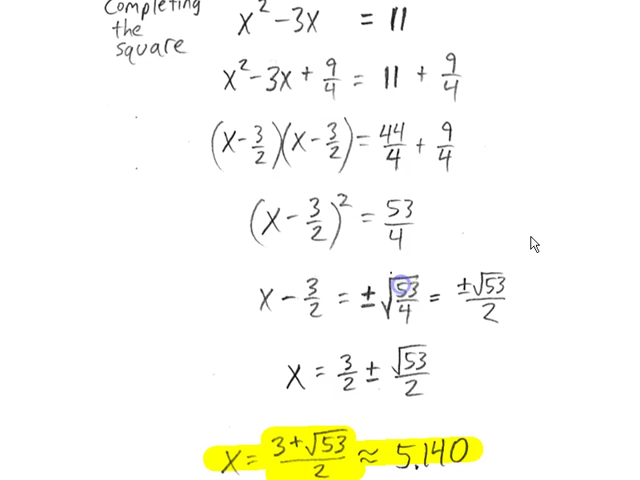 Completing
the
square
x² - 3x = 11
x² - 3x + 9/4 = 11 + 9/4
(x - 3/2)(x - 3/2) = 44/4 + 9/4
(x - 3/2)² = 53/4
x - 3/2 = ±√(53/4) = ±√53/2
x = 3/2 ± √53/2
x = (3+√53)/2 ≈ 5.140